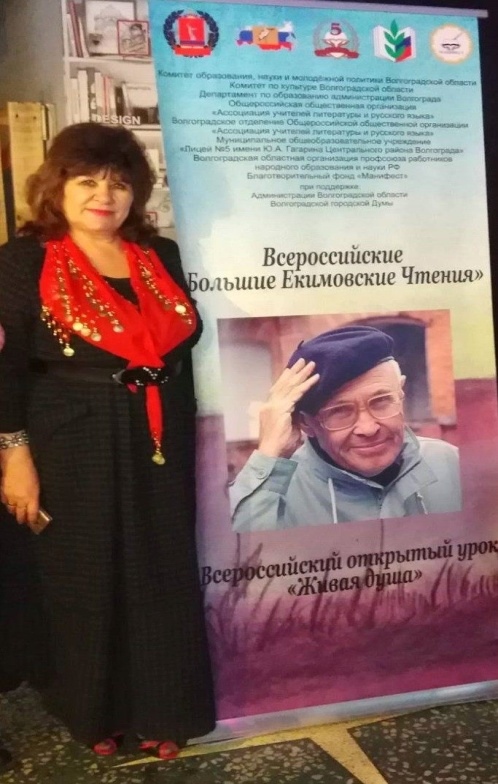 5
DESIGN
Комитет образования, науки и молодёжной политики Волгоградской области
Комитет по культуре Волгоградской области
Департамент по образованию администрации Волгограда
Общероссийская общественная организация
«Ассоциация учителей литературы и русского языка»
Волгоградское отделение Общероссийской общественной организации
«Ассоциация учителей литературы и русского языка»
Муниципальное общеобразовательное учреждение
«Лицей №5 имени Ю.А. Гагарина Центрального района Волгограда»
Волгоградская областная организация профсоюза работников
народного образования и науки РФ
Благотворительный фонд «Манифест»
при поддержке:
Администрации Волгоградской области
Волгоградской городской Думы
Всероссийские
Большие Екимовские Чтения»
Всероссийский открытый урок
«Живая душа»